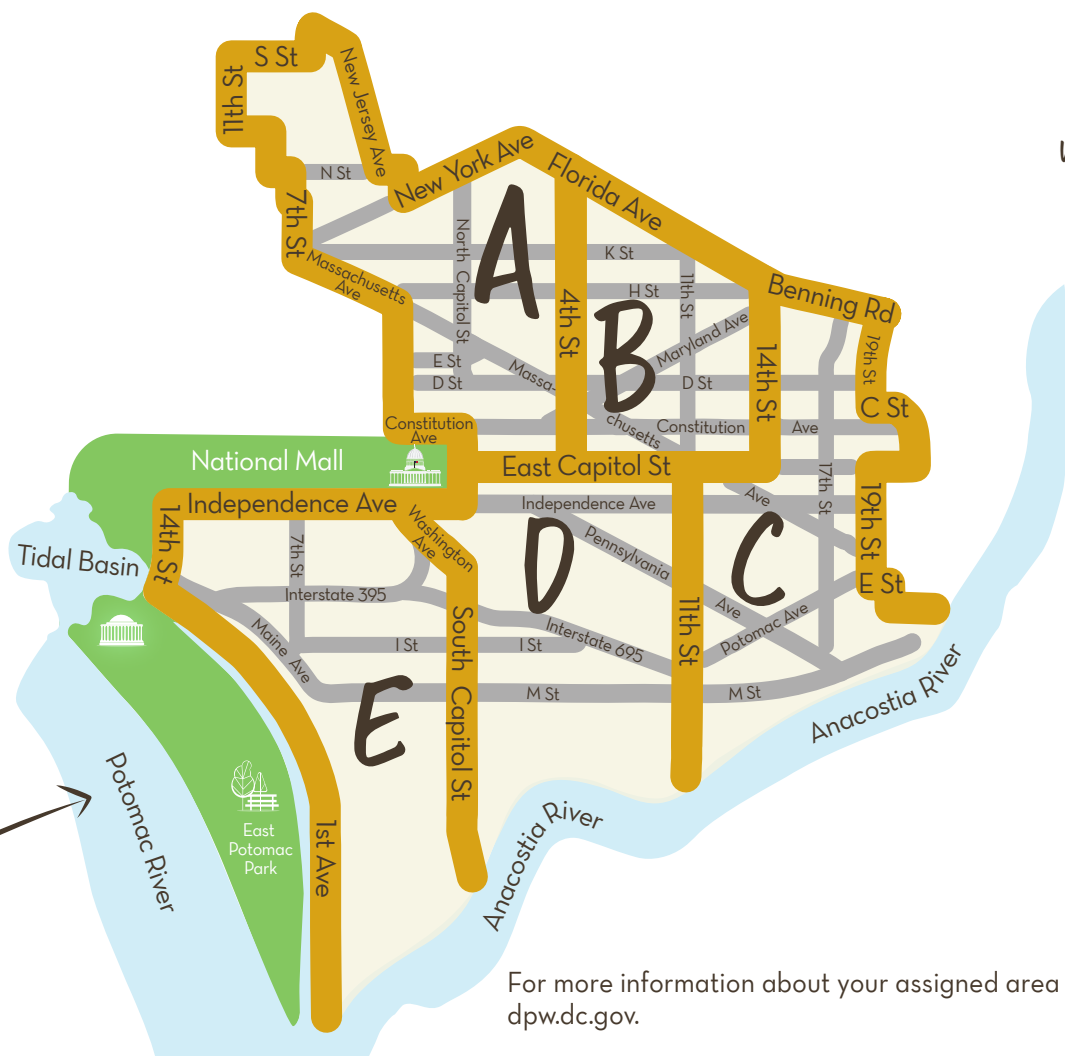 S St
11th St
New Jersey Ave
N St
7th St
New York Ave
Florida Ave
Massachusetts
Ave
North Capitol St
A
K St
H St
11th St
4th St
B
Maryland Ave
Benning Rd
19th St
E St
D St
Massa-
chusetts
D St
14th St
C St
Constitution
Ave
Constitution
Ave
National Mall
East Capitol St
Independence Ave
Independence Ave
Ave
17th St
19th St
14th St
Washington
Ave
D
Pennsylvania
Ave
C
Tidal Basin
7th St
Interstate 395
E St
Maine Ave
I St
I St
Interstate 695
South Capitol St
11th St
Potomac Ave
M St
M St
E
Anacostia River
Potomac River
East
Potomac
Park
1st Ave
Anacostia River
For more information about your assigned area
dpw.dc.gov.